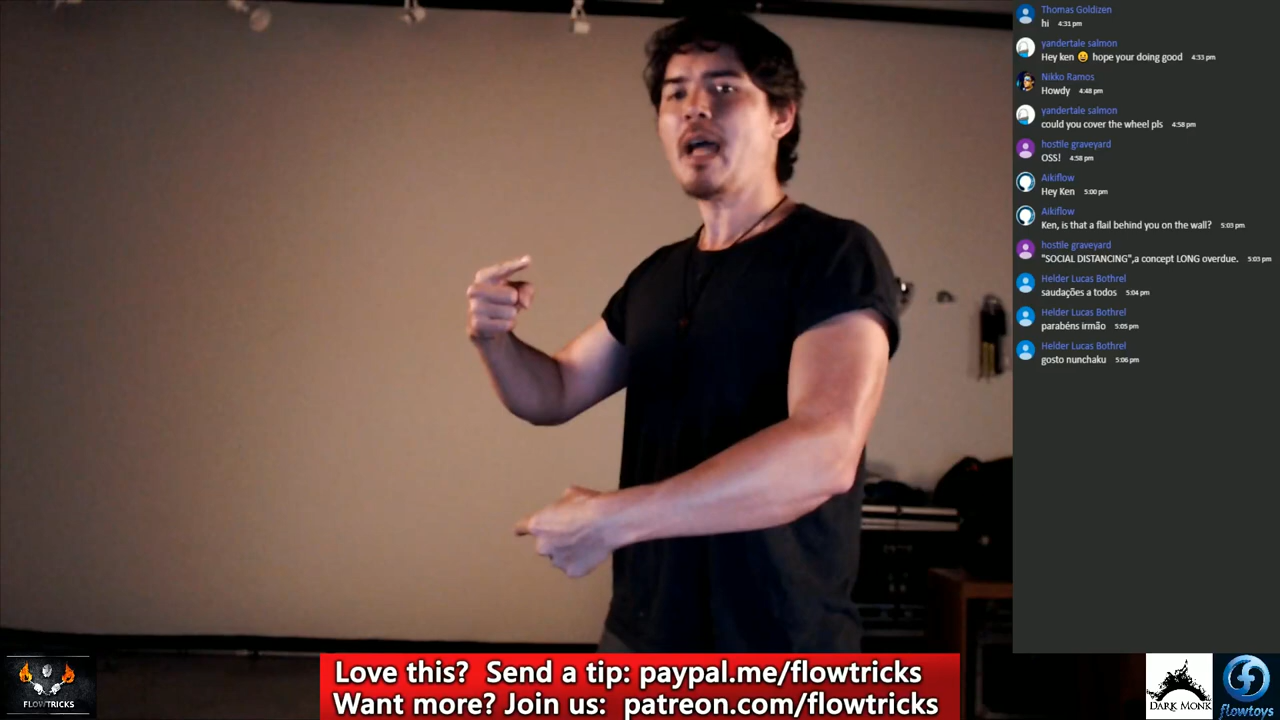 Thomas Goldizen
hi 4:31 pm
yandertale salmon
Hey ken 😃 hope your doing good 4:33 pm
Nikko Ramos
Howdy 4:48 pm
yandertale salmon
could you cover the wheel pls 4:58 pm
hostile graveyard
OSS! 4:58 pm
Aikiflow
Hey Ken 5:00 pm
Aikiflow
Ken, is that a flail behind you on the wall? 5:03 pm
hostile graveyard
"SOCIAL DISTANCING",a concept LONG overdue. 5:03 pm
Helder Lucas Bothrel
saudações a todos 5:04 pm
Helder Lucas Bothrel
parabéns irmão 5:05 pm
Helder Lucas Bothrel
gosto nunchaku 5:06 pm
FLOWTRICKS
Love this? Send a tip: paypal.me/flowtricks
Want more? Join us: patreon.com/flowtricks
DARK MONK
flowtoys